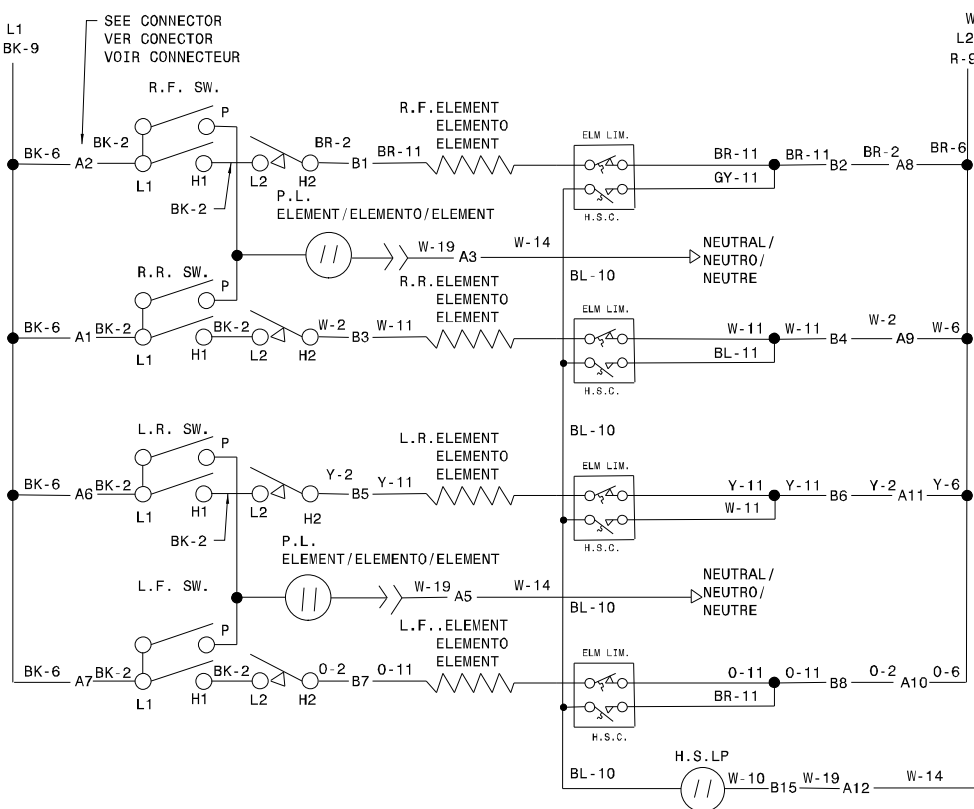 L1
BK-9
SEE CONNECTOR
VER CONECTOR
VOIR CONNECTEUR
W
L2
R-9
R.F. SW.
P
R.F.ELEMENT
ELEMENTO
ELEMENT
ELM LIM.
BK-6 A2 BK-2 L1 H1 BK-2 L2 H2 BR-2 B1 BR-11 BR-11 BR-11 B2 BR-2 A8 BR-6
GY-11
H.S.C.
P.L.
ELEMENT/ELEMENTO/ELEMENT
W-19 A3 W-14
NEUTRAL/
NEUTRO/
NEUTRE
BL-10
R.R. SW.
P
R.R.ELEMENT
ELEMENTO
ELEMENT
ELM LIM.
BK-6 A1 BK-2 L1 H1 BK-2 L2 H2 W-2 B3 W-11 W-11 W-11 B4 W-2 A9 W-6
BL-11
H.S.C.
BL-10
L.R. SW.
P
L.R.ELEMENT
ELEMENTO
ELEMENT
ELM LIM.
BK-6 A6 BK-2 L1 H1 BK-2 L2 H2 Y-2 B5 Y-11 Y-11 Y-11 B6 Y-2 A11 Y-6
W-11
H.S.C.
P.L.
ELEMENT/ELEMENTO/ELEMENT
W-19 A5 W-14
NEUTRAL/
NEUTRO/
NEUTRE
BL-10
L.F. SW.
P
L.F..ELEMENT
ELEMENTO
ELEMENT
ELM LIM.
BK-6 A7 BK-2 L1 H1 BK-2 L2 H2 O-2 B7 O-11 O-11 O-11 B8 O-2 A10 O-6
BR-11
H.S.C.
BL-10
H.S.LP
W-10 B15 W-19 A12 W-14